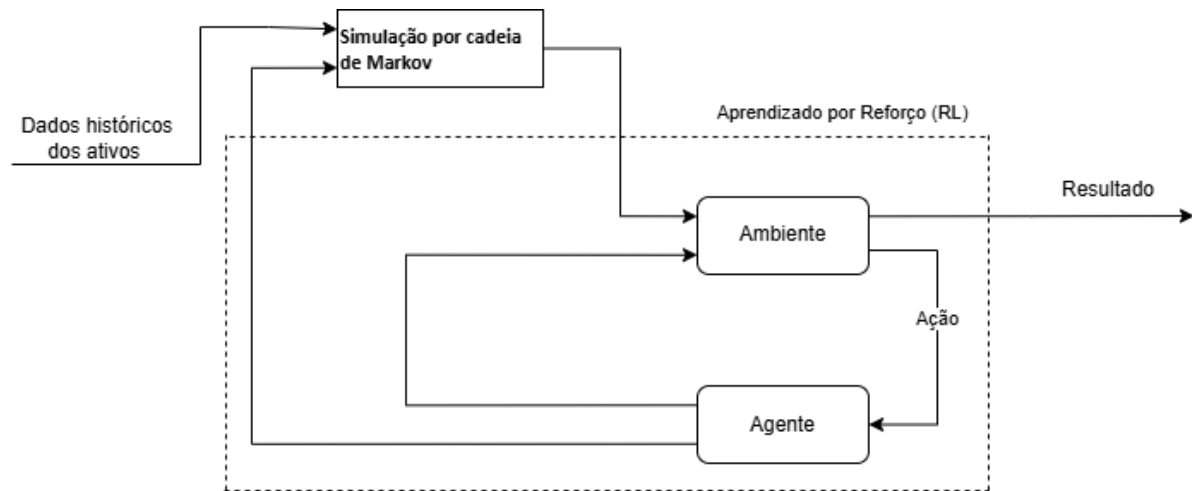 Simulação por cadeia
de Markov
Dados históricos
dos ativos
Aprendizado por Reforço (RL)
Resultado
Ambiente
Ação
Agente